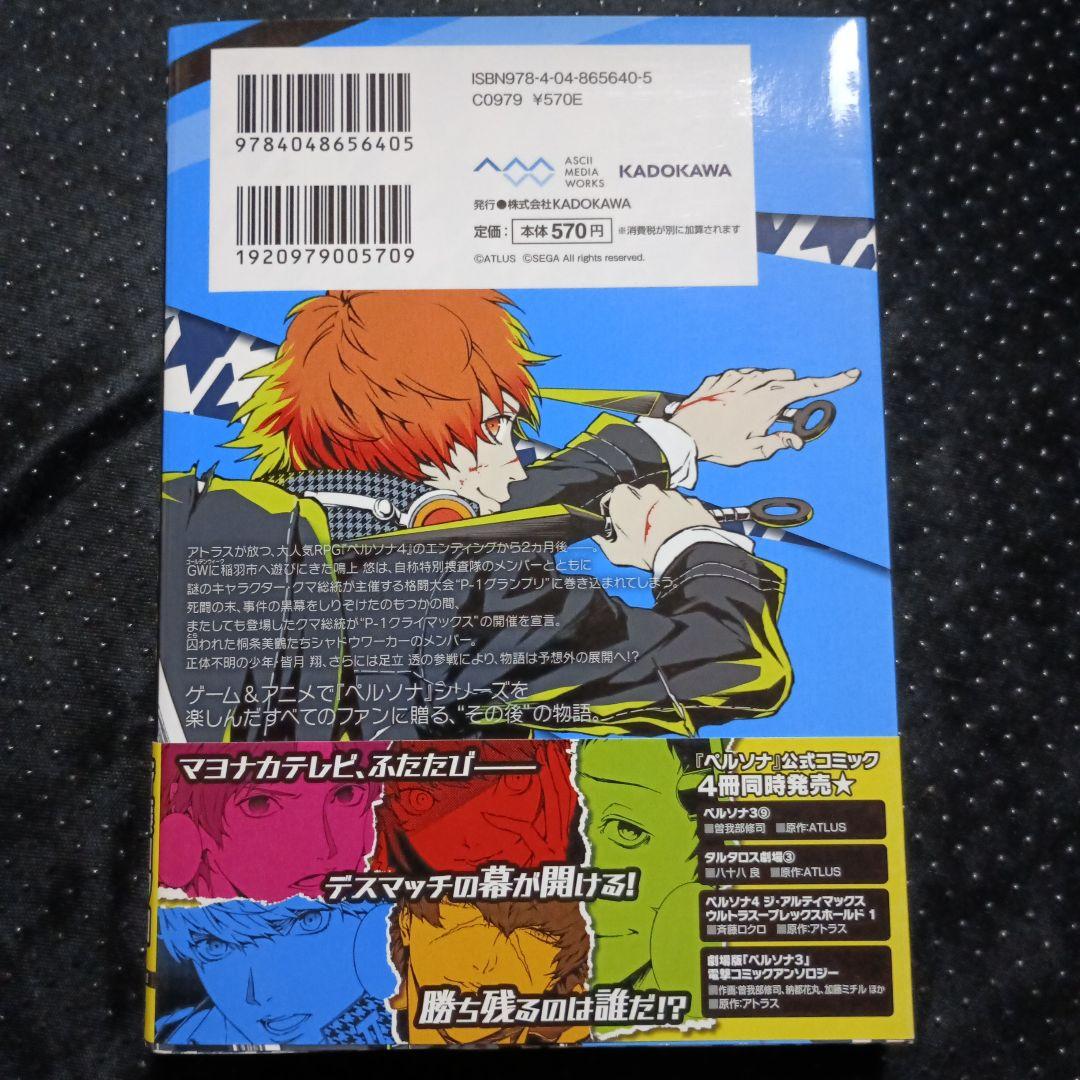 ISBN978-4-04-865640-5
C0979 ¥570E
9784048656405
ASCII
MEDIA
WORKS
KADOKAWA
発行●株式会社KADOKAWA
定価： 本体570円 ※消費税が別に加算されます
1920979005709
©ATLUS ©SEGA All rights reserved.
アトラスが放つ、大人気RPG『ペルソナ4』のエンディングから2カ月後――。
ゴールデンウィーク
GWに稲羽市へ遊びにきた鳴上 悠は、自称特別捜査隊のメンバーとともに
謎のキャラクター、クマ総統が主催する格闘大会“P-1グランプリ”に巻き込まれてしまう。
死闘の末、事件の黒幕をしりぞけたのもつかの間、
またしても登場したクマ総統が“P-1クライマックス”の開催を宣言。
とら
囚われた桐条美鶴たちシャドウワーカーのメンバー。
正体不明の少年・皆月 翔、さらには足立 透の参戦により、物語は予想外の展開へ!?
ゲーム＆アニメで『ペルソナ』シリーズを
楽しんだすべてのファンに贈る、“その後”の物語。
マヨナカテレビ、ふたたび――
デスマッチの幕が開ける!
勝ち残るのは誰だ!?
『ペルソナ』公式コミック
4冊同時発売★
ペルソナ3⑨
■曽我部修司 ■原作:ATLUS
タルタロス劇場③
■八十八 良 ■原作:ATLUS
ペルソナ4 ジ・アルティマックス
ウルトラスープレックスホールド 1
■斉藤ロクロ ■原作:アトラス
劇場版『ペルソナ3』
電撃コミックアンソロジー
■作画:曽我部修司、納都花丸、加藤ミチル ほか
■原作:アトラス